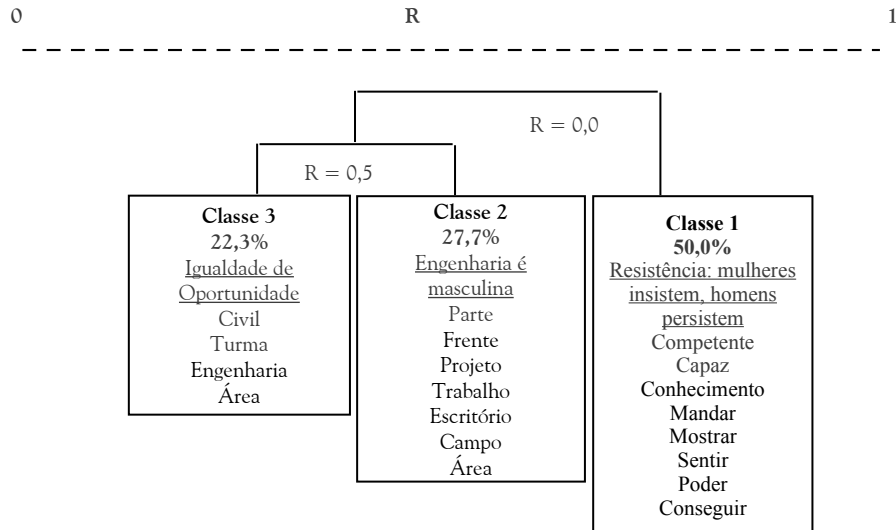 0 R 1
R = 0,0
R = 0,5
Classe 3
22,3%
Igualdade de
Oportunidade
Civil
Turma
Engenharia
Área
Classe 2
27,7%
Engenharia é
masculina
Parte
Frente
Projeto
Trabalho
Escritório
Campo
Área
Classe 1
50,0%
Resistência: mulheres
insistem, homens
persistem
Competente
Capaz
Conhecimento
Mandar
Mostrar
Sentir
Poder
Conseguir